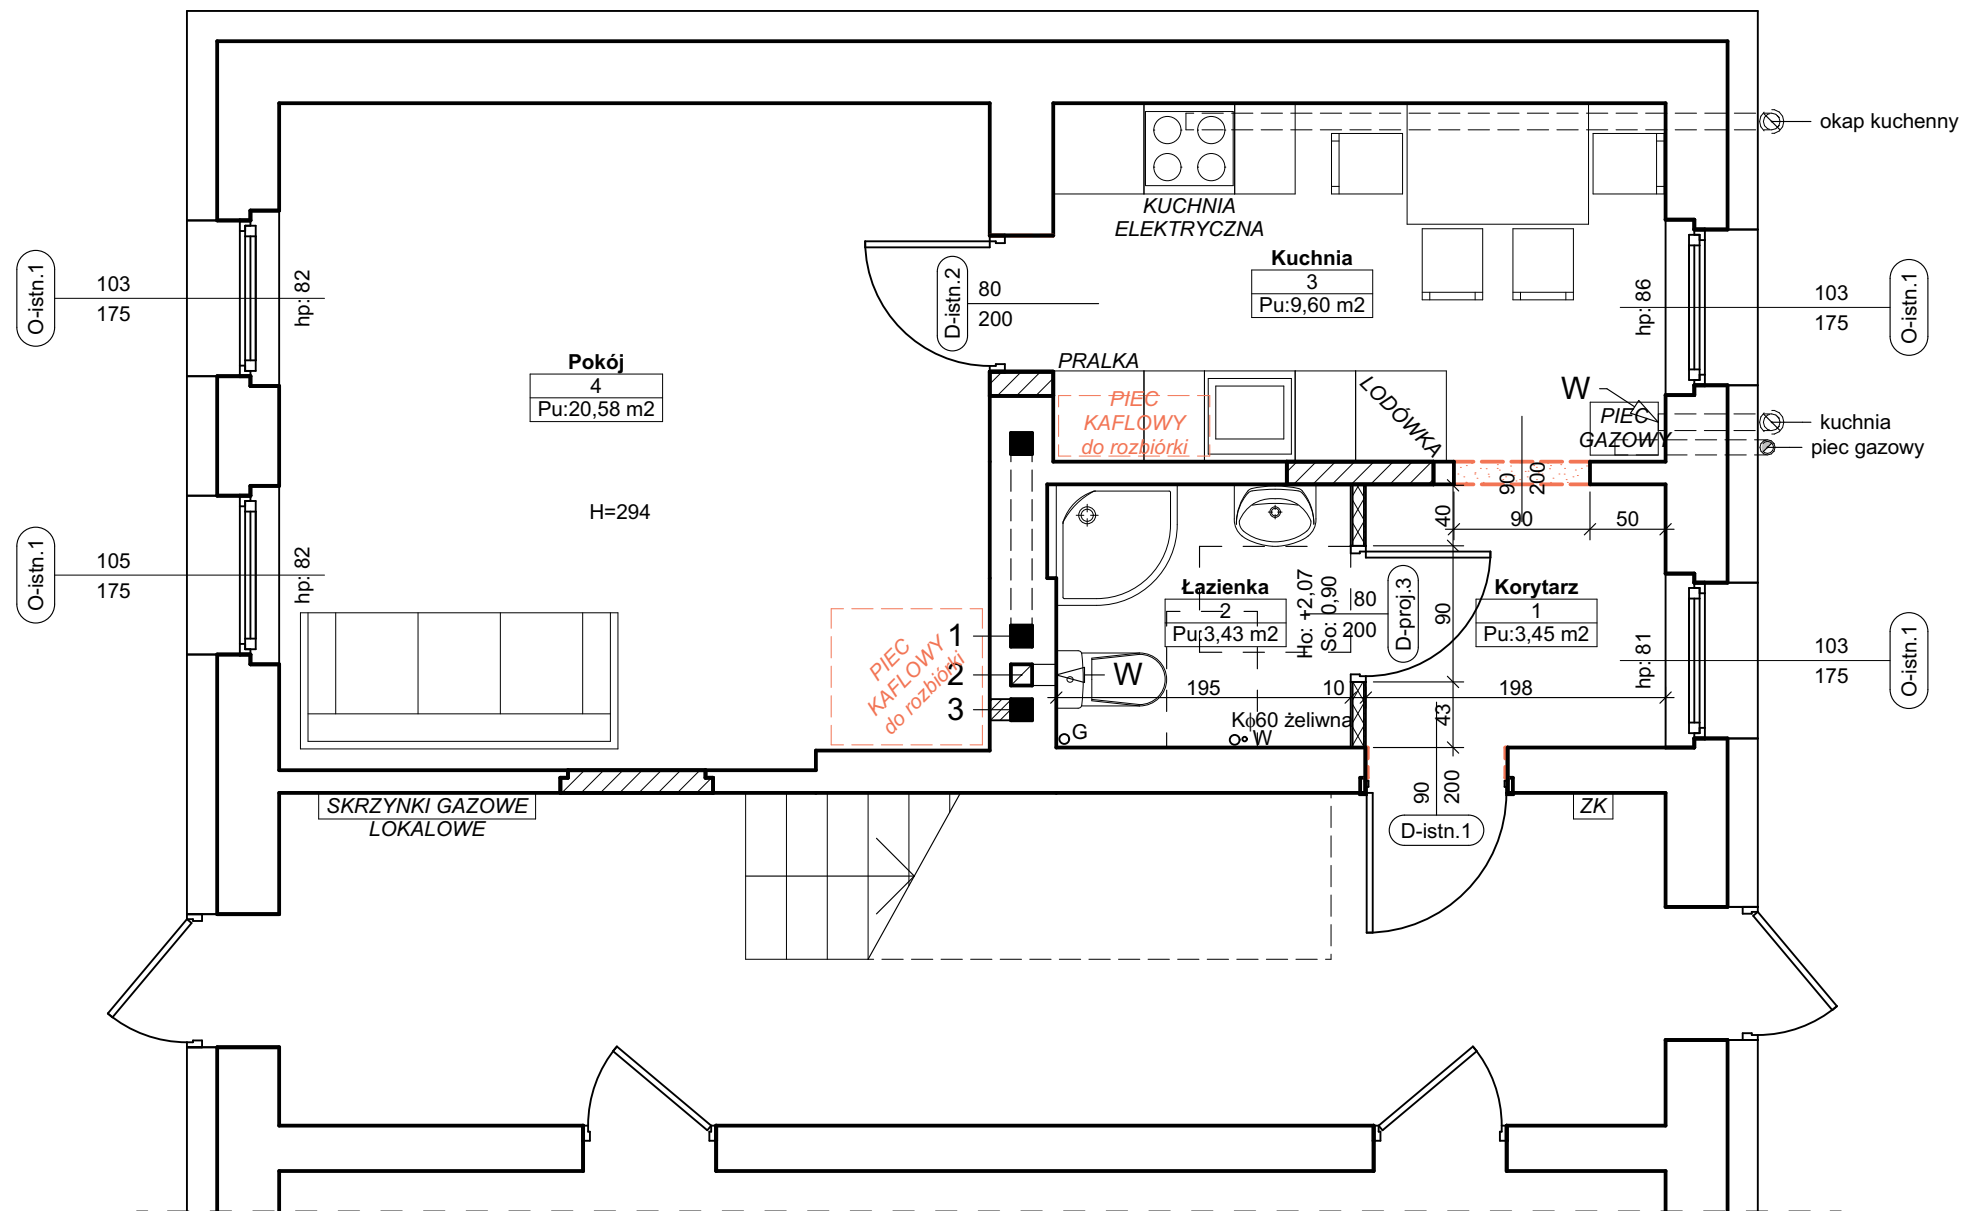 okap kuchenny
KUCHNIA
ELEKTRYCZNA
Kuchnia
3
Pu:9,60 m2
O-istn.1
103
175
hp: 82
D-istn.2
80
200
hp: 86
103
175
O-istn.1
Pokój
4
Pu:20,58 m2
PRALKA
PIEC
KAFLOWY
do rozbiórki
LODÓWKA
W
PIEC
GAZOWY
kuchnia
piec gazowy
H=294
90
200
40
90
50
O-istn.1
105
175
hp: 82
Łazienka
2
Pu:3,43 m2
Ho: +2,07
So: 0,90
80
200
D-proj.3
90
Korytarz
1
Pu:3,45 m2
hp: 81
103
175
O-istn.1
PIEC
KAFLOWY
do rozbiórki
1
2
3
W
195
10
198
43
Kϕ60 żeliwna
G
W
90
200
D-istn.1
SKRZYNKI GAZOWE
LOKALOWE
ZK